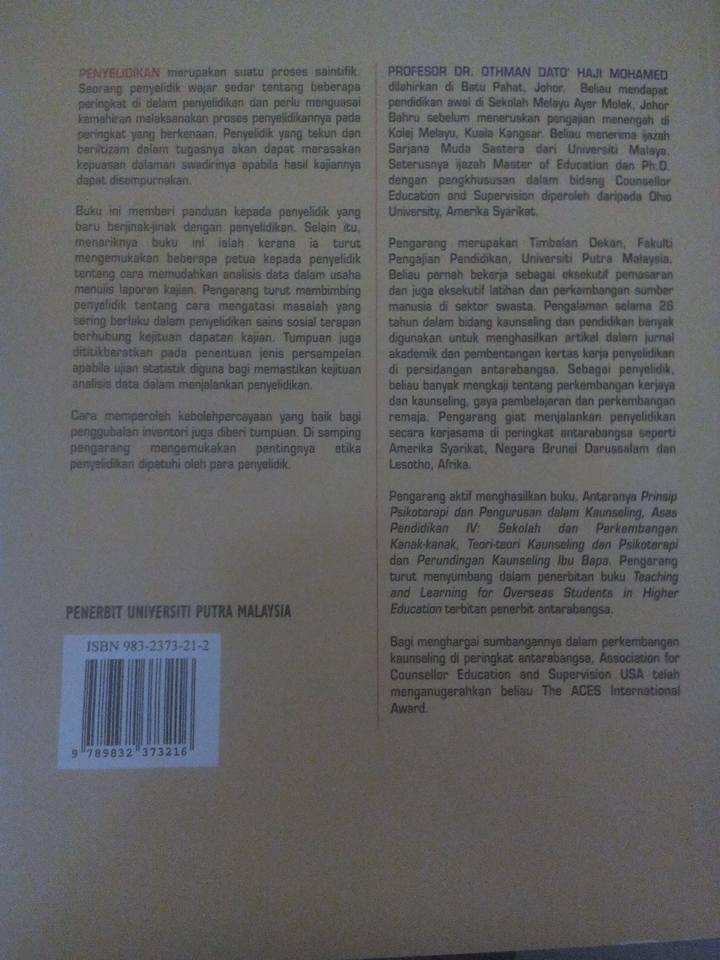 PENYELIDIKAN merupakan suatu proses saintifik.
Seorang penyelidik wajar sedar tentang beberapa
peringkat di dalam penyelidikan dan perlu menguasai
kemahiran melaksanakan proses penyelidikannya pada
peringkat yang berkenaan. Penyelidik yang tekun dan
beriltizam dalam tugasnya akan dapat merasakan
kepuasan dalaman swadirinya apabila hasil kajiannya
dapat disempurnakan.
Buku ini memberi panduan kepada penyelidik yang
baru berjinak-jinak dengan penyelidikan. Selain itu,
menariknya buku ini ialah kerana ia turut
mengemukakan beberapa petua kepada penyelidik
tentang cara memudahkan analisis data dalam usaha
menulis laporan kajian. Pengarang turut membimbing
penyelidik tentang cara mengatasi masalah yang
sering berlaku dalam penyelidikan sains sosial terapan
berhubung kejituan dapatan kajian. Tumpuan juga
dititikberatkan pada penentuan jenis persampelan
apabila ujian statistik diguna bagi memastikan kejituan
analisis data dalam menjalankan penyelidikan.
Cara memperoleh kebolehpercayaan yang baik bagi
penggubalan inventori juga diberi tumpuan. Di samping
pengarang mengemukakan pentingnya etika
penyelidikan dipatuhi oleh para penyelidik.
PENERBIT UNIVERSITI PUTRA MALAYSIA
ISBN 983-2373-21-2
9 789832 373216
PROFESOR DR. OTHMAN DATO' HAJI MOHAMED
dilahirkan di Batu Pahat, Johor. Beliau mendapat
pendidikan awal di Sekolah Melayu Ayer Molek, Johor
Bahru sebelum meneruskan pengajian menengah di
Kolej Melayu, Kuala Kangsar. Beliau menerima ijazah
Sarjana Muda Sastera dari Universiti Malaya.
Seterusnya ijazah Master of Education dan Ph.D.
dengan pengkhususan dalam bidang Counsellor
Education and Supervision diperoleh daripada Ohio
University, Amerika Syarikat.
Pengarang merupakan Timbalan Dekan, Fakulti
Pengajian Pendidikan, Universiti Putra Malaysia.
Beliau pernah bekerja sebagai eksekutif pemasaran
dan juga eksekutif latihan dan perkembangan sumber
manusia di sektor swasta. Pengalaman selama 26
tahun dalam bidang kaunseling dan pendidikan banyak
digunakan untuk menghasilkan artikel dalam jurnal
akademik dan pembentangan kertas kerja penyelidikan
di persidangan antarabangsa. Sebagai penyelidik,
beliau banyak mengkaji tentang perkembangan kerjaya
dan kaunseling, gaya pembelajaran dan perkembangan
remaja. Pengarang giat menjalankan penyelidikan
secara kerjasama di peringkat antarabangsa seperti
Amerika Syarikat, Negara Brunei Darussalam dan
Lesotho, Afrika.
Pengarang aktif menghasilkan buku. Antaranya Prinsip
Psikoterapi dan Pengurusan dalam Kaunseling, Asas
Pendidikan IV: Sekolah dan Perkembangan
Kanak-kanak, Teori-teori Kaunseling dan Psikoterapi
dan Perundingan Kaunseling Ibu Bapa. Pengarang
turut menyumbang dalam penerbitan buku Teaching
and Learning for Overseas Students in Higher
Education terbitan penerbit antarabangsa.
Bagi menghargai sumbangannya dalam perkembangan
kaunseling di peringkat antarabangsa, Association for
Counsellor Education and Supervision USA telah
menganugerahkan beliau The ACES International
Award.